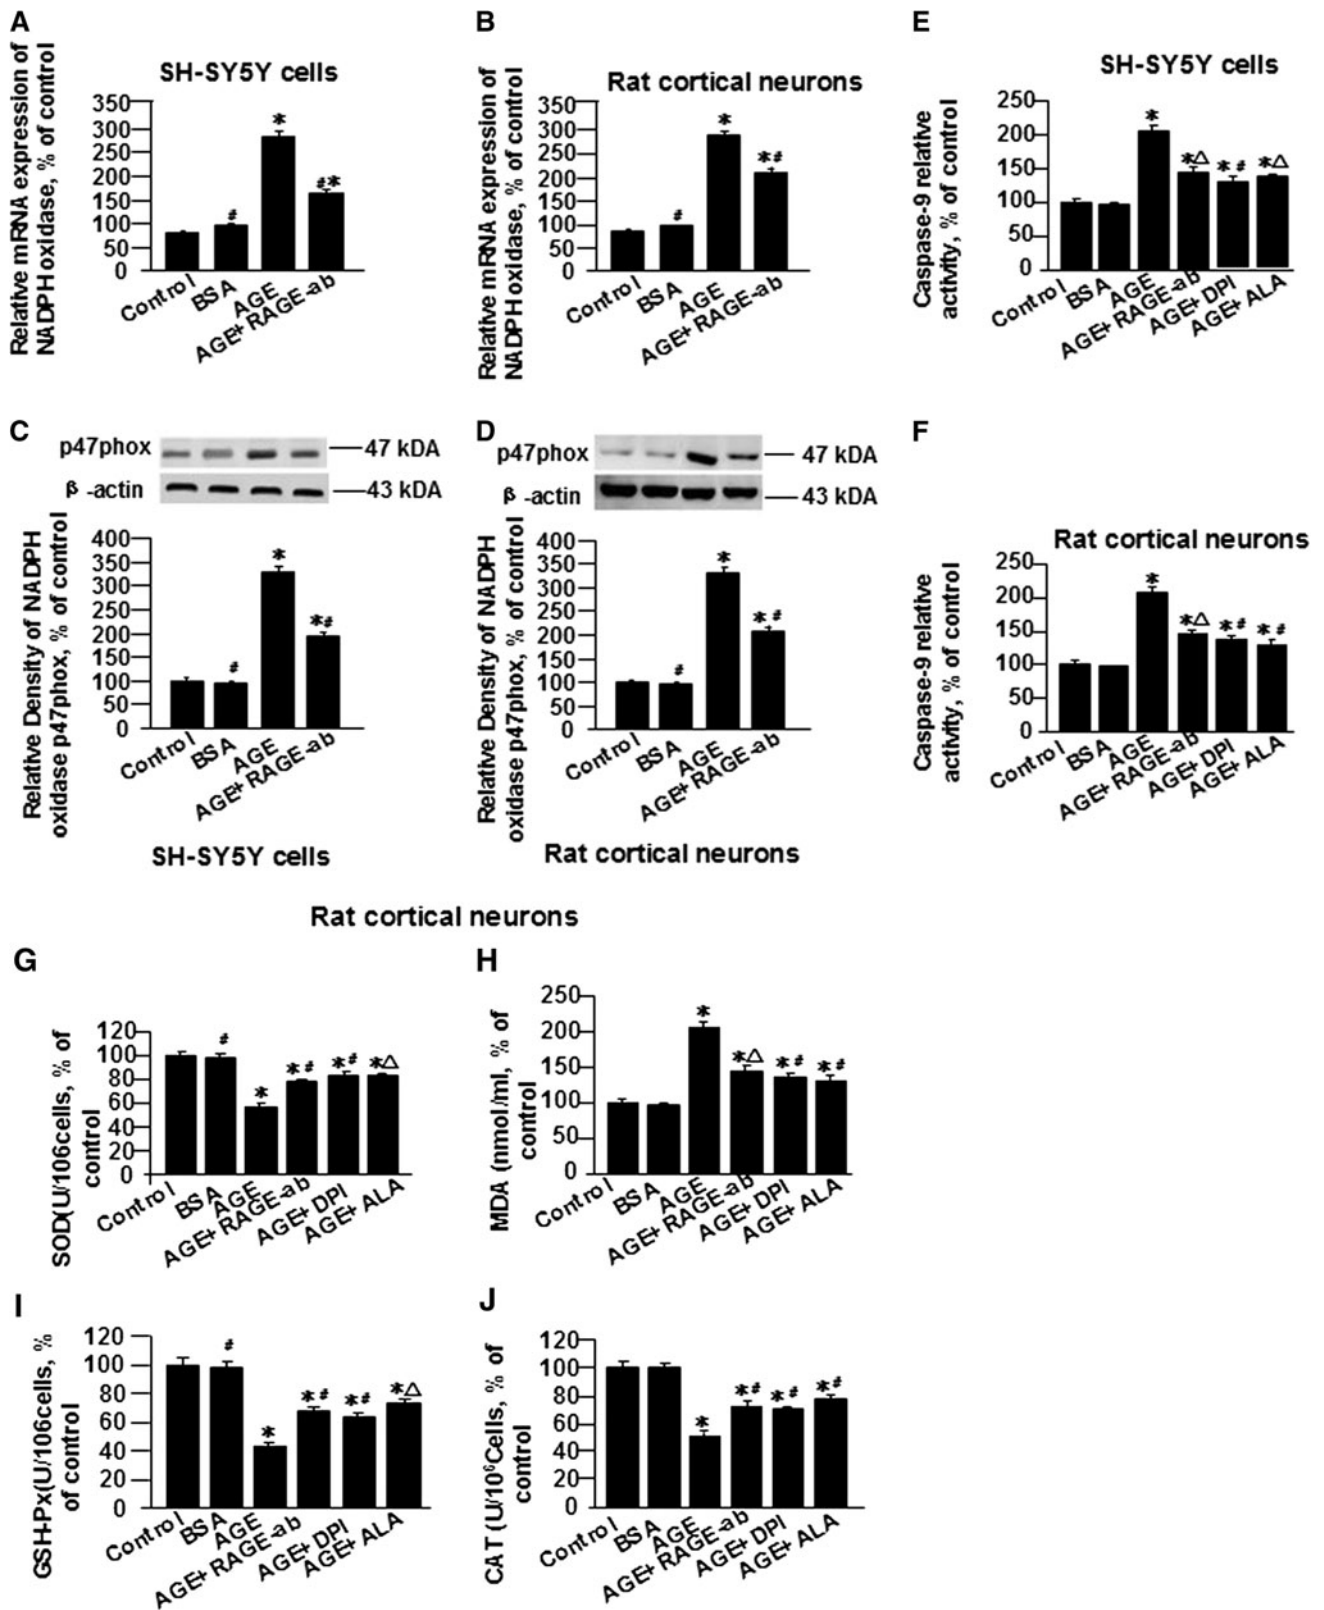 A
SH-SY5Y cells
Relative mRNA expression of
NADPH oxidase, % of control
350
300
250
200
150
100
50
0
*
#
#*
Control
BSA
AGE
AGE+ RAGE-ab
B
Rat cortical neurons
Relative mRNA expression of
NADPH oxidase, % of control
350
300
250
200
150
100
50
0
*
*#
#
Control
BSA
AGE
AGE+ RAGE-ab
E
SH-SY5Y cells
Caspase-9 relative
activity, % of control
250
200
150
100
50
0
*
*△
*#
*△
Control
BSA
AGE
AGE+ RAGE-ab
AGE+ DPI
AGE+ ALA
C
p47phox
47 kDA
β -actin
43 kDA
Relative Density of NADPH
oxidase p47phox, % of control
400
350
300
250
200
150
100
50
0
*
*#
#
Control
BSA
AGE
AGE+ RAGE-ab
SH-SY5Y cells
D
p47phox
47 kDA
β -actin
43 kDA
Relative Density of NADPH
oxidase p47phox, % of control
400
350
300
250
200
150
100
50
0
*
*#
#
Control
BSA
AGE
AGE+ RAGE-ab
Rat cortical neurons
F
Rat cortical neurons
Caspase-9 relative
activity, % of control
250
200
150
100
50
0
*
*△
*#
*#
Control
BSA
AGE
AGE+ RAGE-ab
AGE+ DPI
AGE+ ALA
Rat cortical neurons
G
SOD(U/106cells, % of
control
120
100
80
60
40
20
0
#
*
*#
*#
*△
Control
BSA
AGE
AGE+ RAGE-ab
AGE+ DPI
AGE+ ALA
H
MDA (nmol/ml, % of
control
250
200
150
100
50
0
*
*△
*#
*#
Control
BSA
AGE
AGE+ RAGE-ab
AGE+ DPI
AGE+ ALA
I
GSH-Px(U/106cells, %
of control
120
100
80
60
40
20
0
#
*
*#
*#
*△
Control
BSA
AGE
AGE+ RAGE-ab
AGE+ DPI
AGE+ ALA
J
CAT (U/10⁶Cells, % of
control
120
100
80
60
40
20
0
*
*#
*#
*#
Control
BSA
AGE
AGE+ RAGE-ab
AGE+ DPI
AGE+ ALA